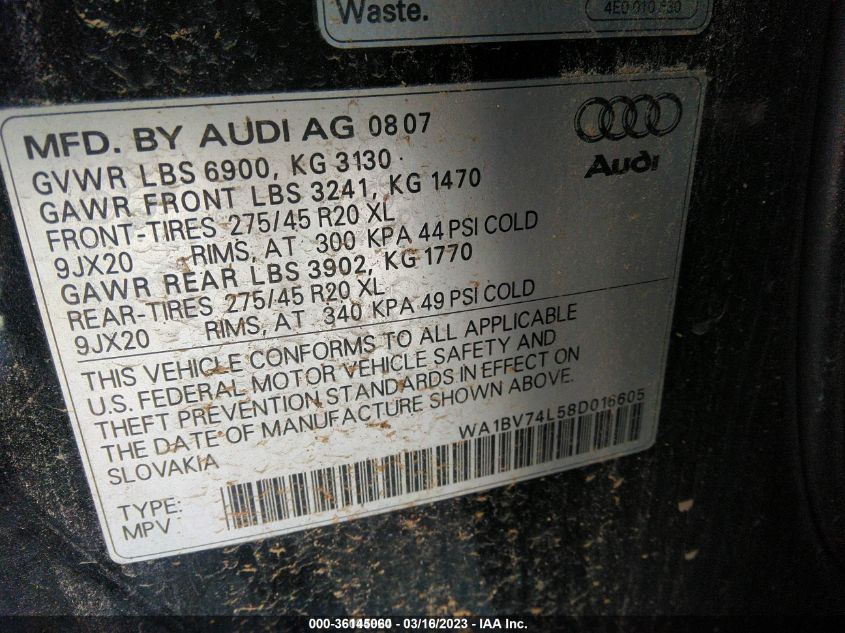 Waste.
4E0 010 530
MFD. BY AUDI AG 08 07
Audi
GVWR LBS 6900, KG 3130
GAWR FRONT LBS 3241, KG 1470
FRONT-TIRES 275/45 R20 XL
9JX20 RIMS, AT 300 KPA 44 PSI COLD
GAWR REAR LBS 3902, KG 1770
REAR-TIRES 275/45 R20 XL
9JX20 RIMS, AT 340 KPA 49 PSI COLD
THIS VEHICLE CONFORMS TO ALL APPLICABLE
U.S. FEDERAL MOTOR VEHICLE SAFETY AND
THEFT PREVENTION STANDARDS IN EFFECT ON
THE DATE OF MANUFACTURE SHOWN ABOVE.
SLOVAKIA
WA1BV74L58D016605
TYPE:
MPV
000-36145060 - 03/16/2023 - IAA Inc.